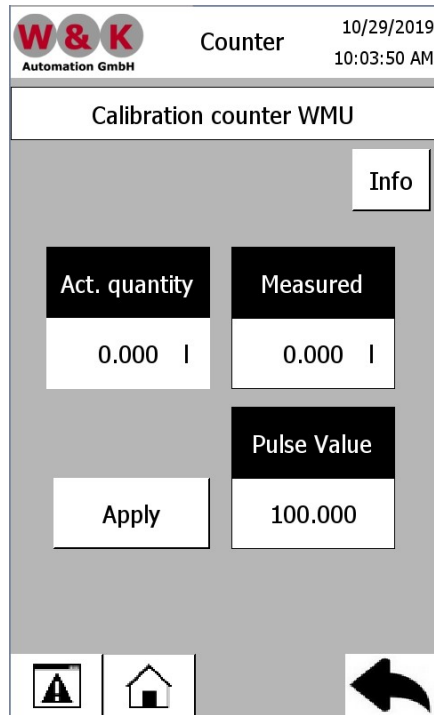 W & K
Automation GmbH
Counter
10/29/2019
10:03:50 AM
Calibration counter WMU
Info
Act. quantity
Measured
0.000 l
0.000 l
Pulse Value
Apply
100.000